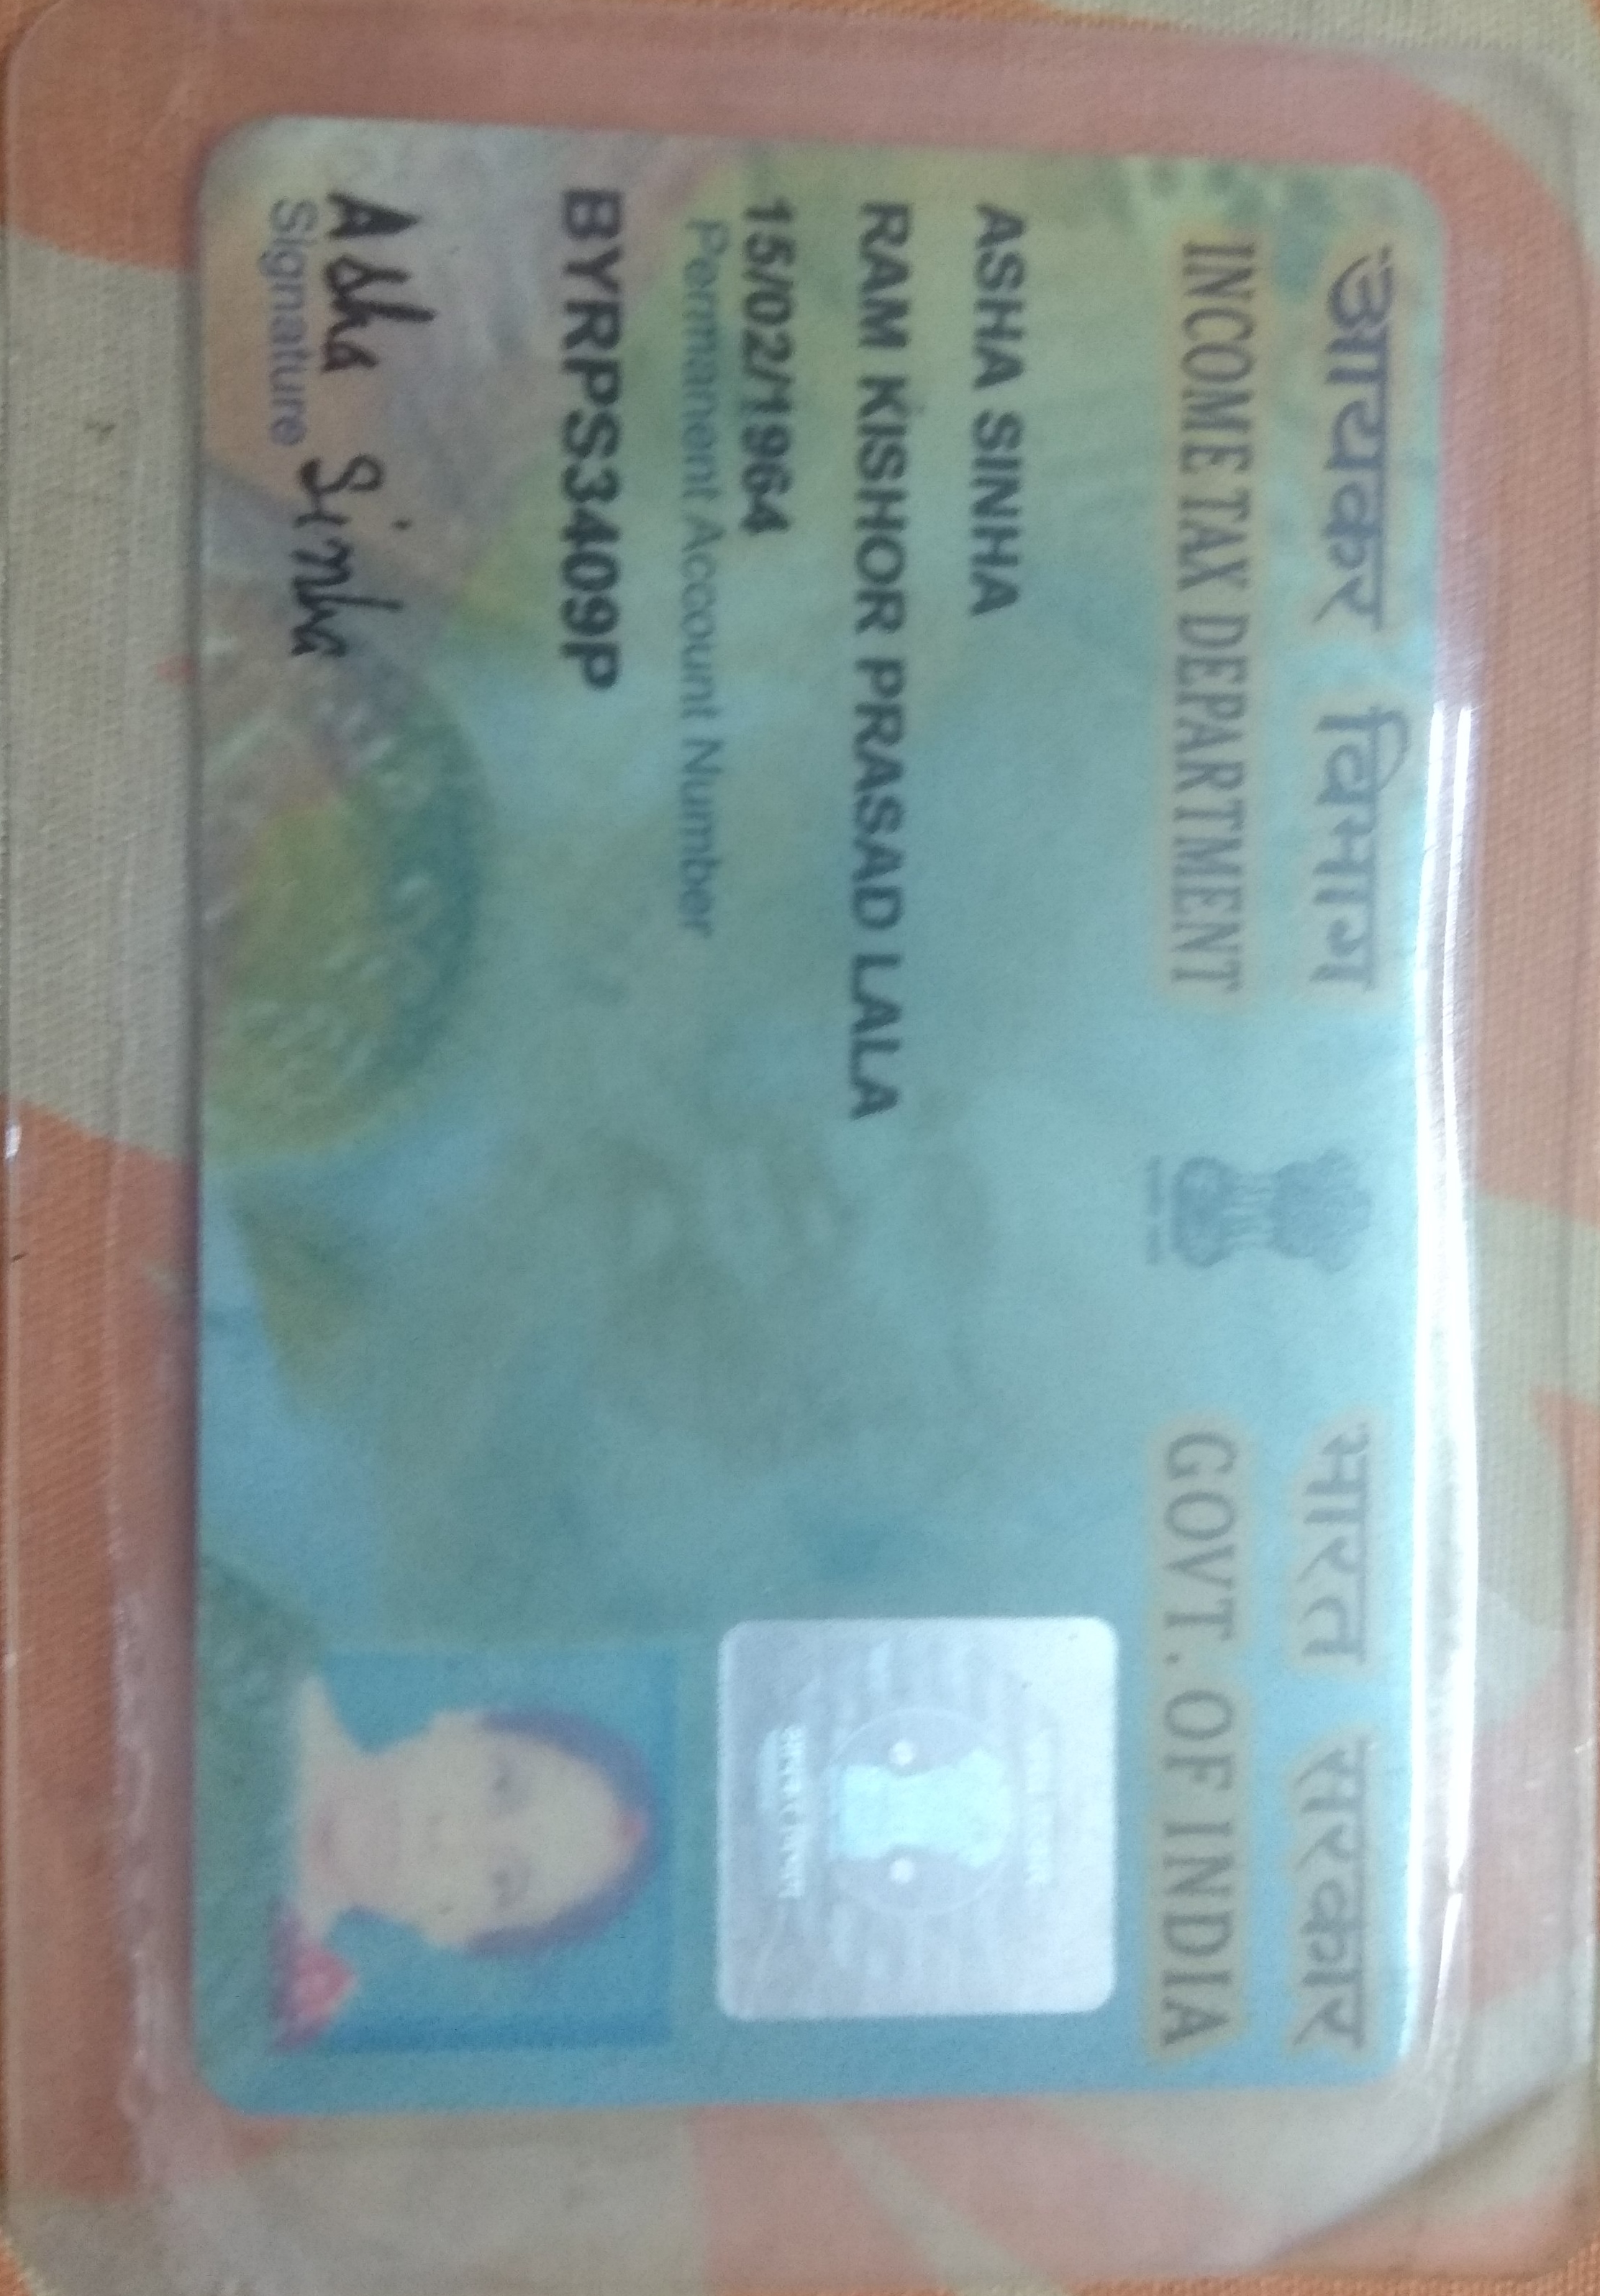 आयकर विभाग
INCOME TAX DEPARTMENT
भारत सरकार
GOVT. OF INDIA
ASHA SINHA
RAM KISHOR PRASAD LALA
15/02/1964
Permanent Account Number
BYRPS3409P
Asha Sinha
Signature